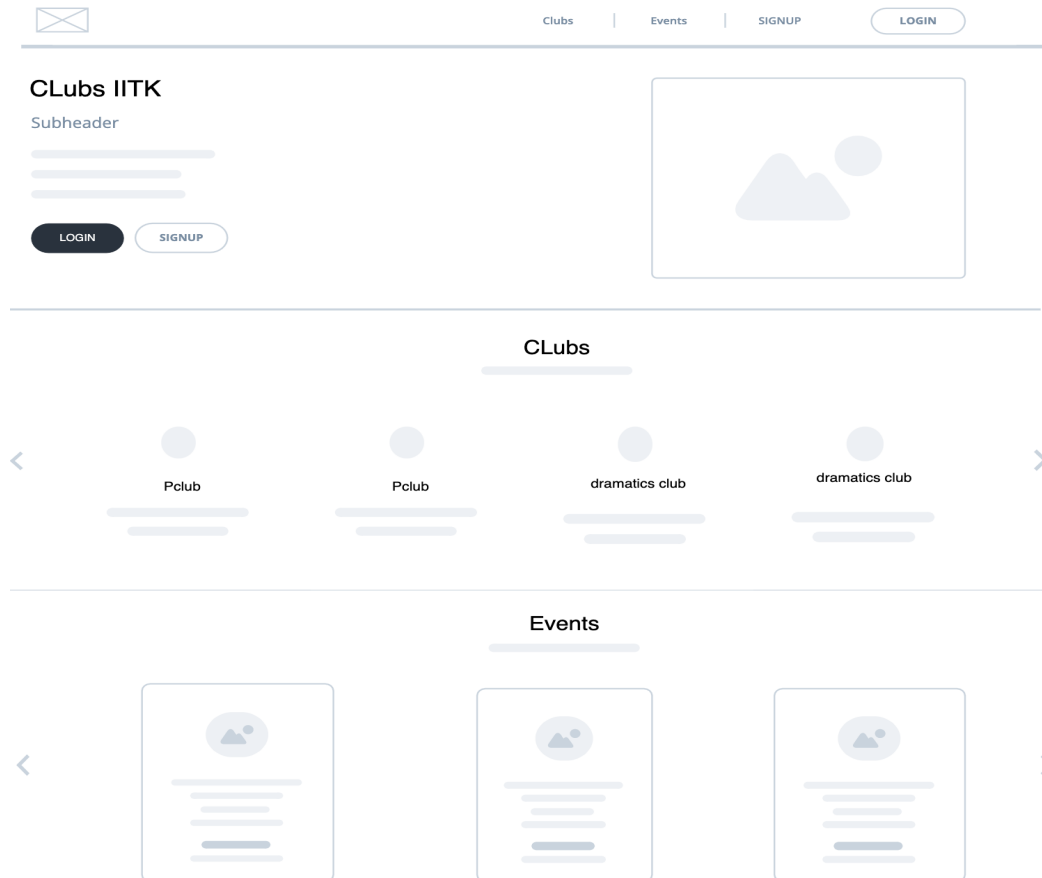 Clubs
Events
SIGNUP
LOGIN
CLubs IITK
Subheader
LOGIN
SIGNUP
CLubs
Pclub
Pclub
dramatics club
dramatics club
Events